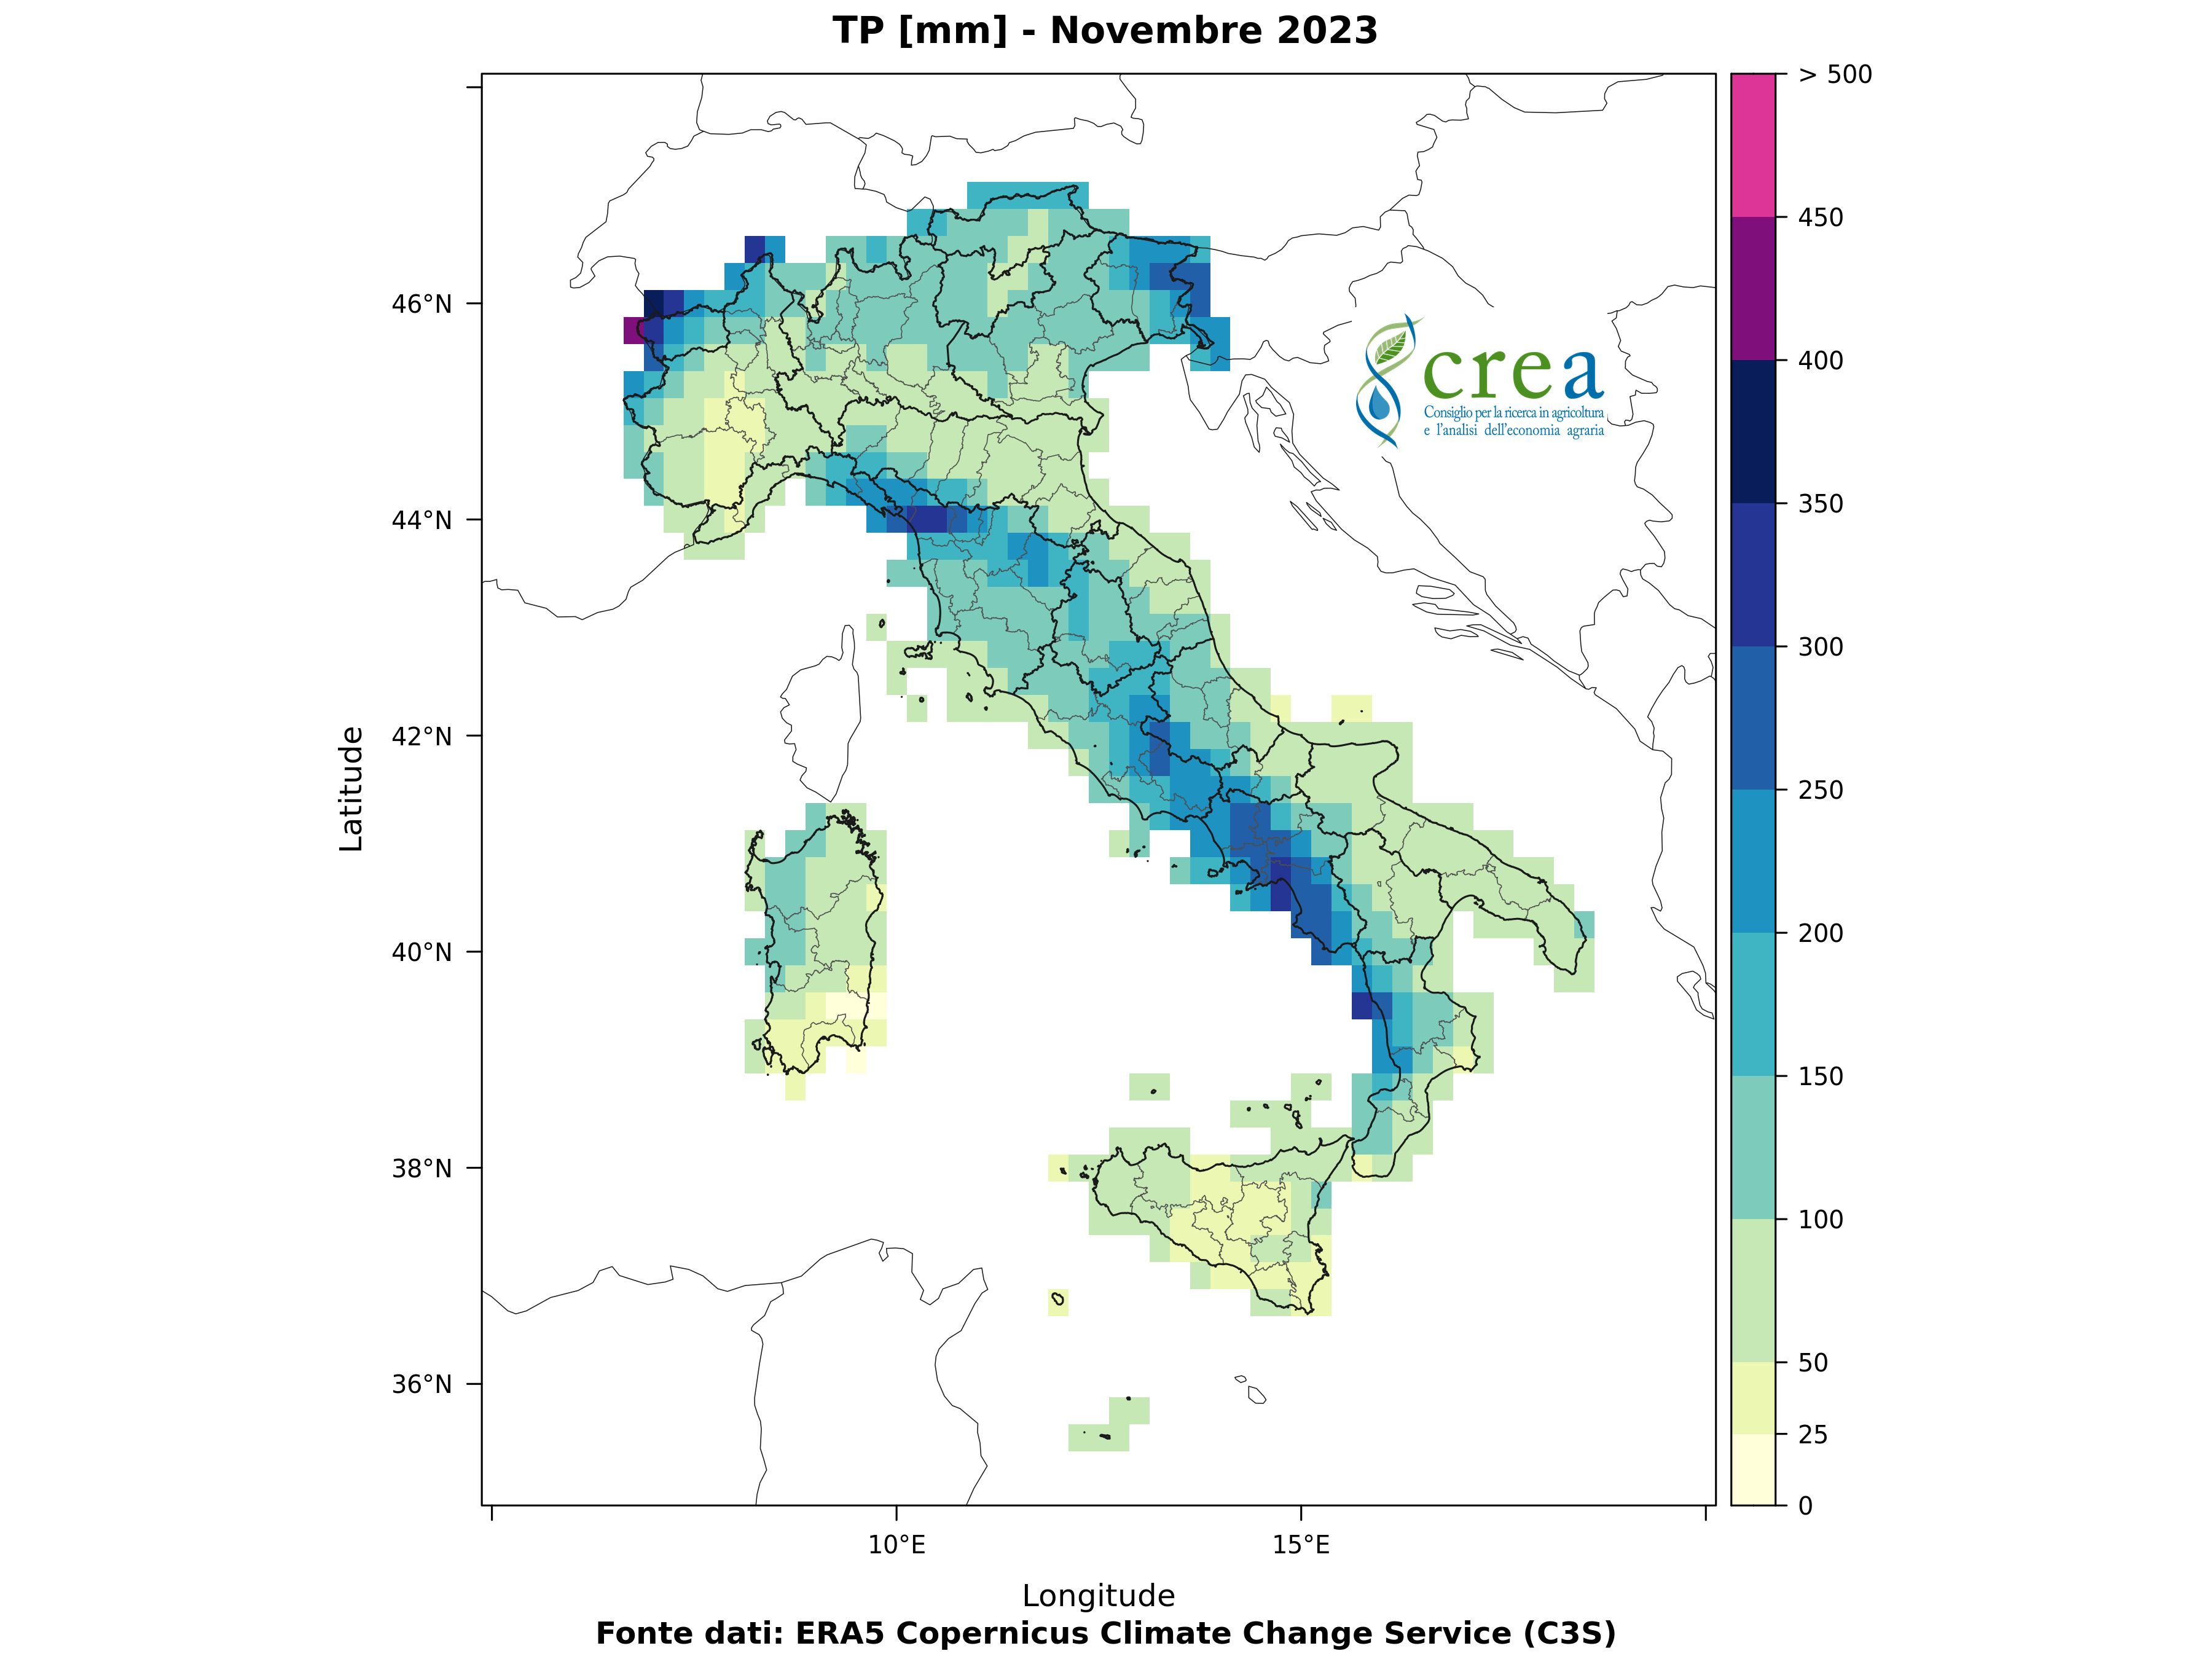 TP [mm] - Novembre 2023
> 500
450
400
350
300
250
200
150
100
50
25
0
46°N
44°N
42°N
40°N
38°N
36°N
Latitude
crea
Consiglio per la ricerca in agricoltura
e l'analisi dell'economia agraria
10°E
15°E
Longitude
Fonte dati: ERA5 Copernicus Climate Change Service (C3S)